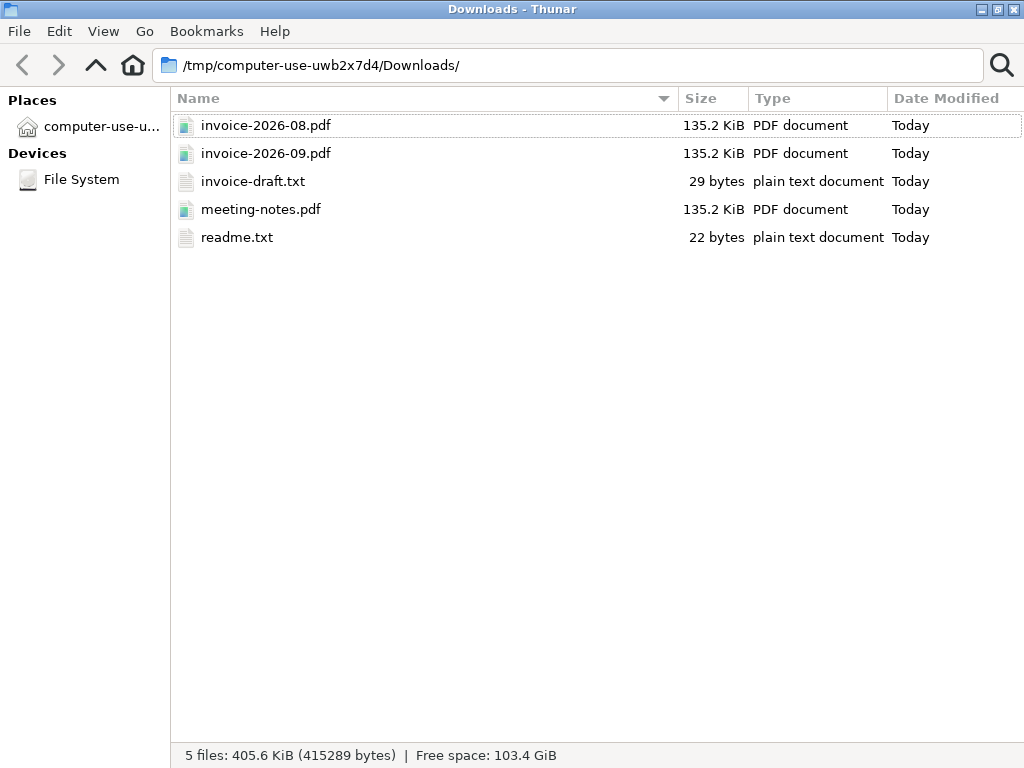 Downloads - Thunar
File Edit View Go Bookmarks Help
/tmp/computer-use-uwb2x7d4/Downloads/
Places
computer-use-u...
Devices
File System
Name Size Type Date Modified
invoice-2026-08.pdf 135.2 KiB PDF document Today
invoice-2026-09.pdf 135.2 KiB PDF document Today
invoice-draft.txt 29 bytes plain text document Today
meeting-notes.pdf 135.2 KiB PDF document Today
readme.txt 22 bytes plain text document Today
5 files: 405.6 KiB (415289 bytes) | Free space: 103.4 GiB